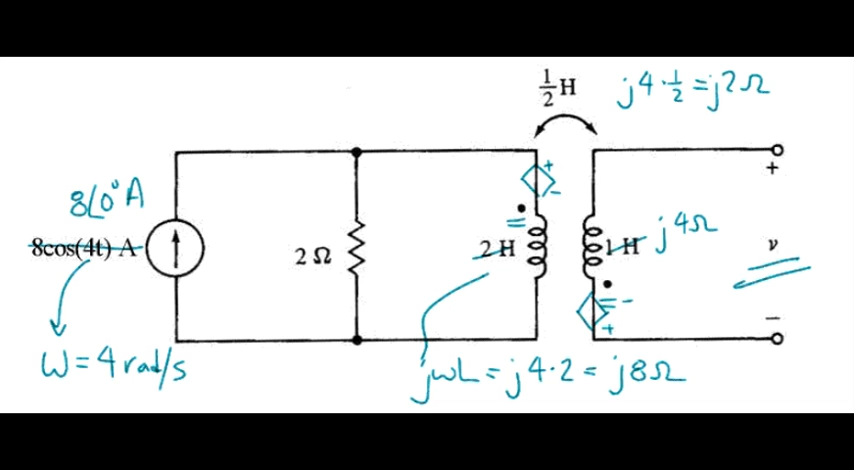 ½H
j4·½=j2Ω
8∠0° A
8cos(4t) A
2 Ω
2 H
1 H
j4Ω
+
v
−
+
−
−
+
W=4 rad/s
jωL=j4·2=j8Ω